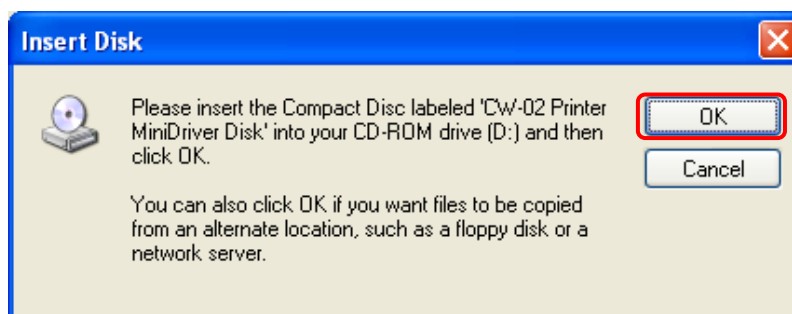 Insert Disk
Please insert the Compact Disc labeled 'CW-02 Printer
MiniDriver Disk' into your CD-ROM drive (D:) and then
click OK.
OK
Cancel
You can also click OK if you want files to be copied
from an alternate location, such as a floppy disk or a
network server.